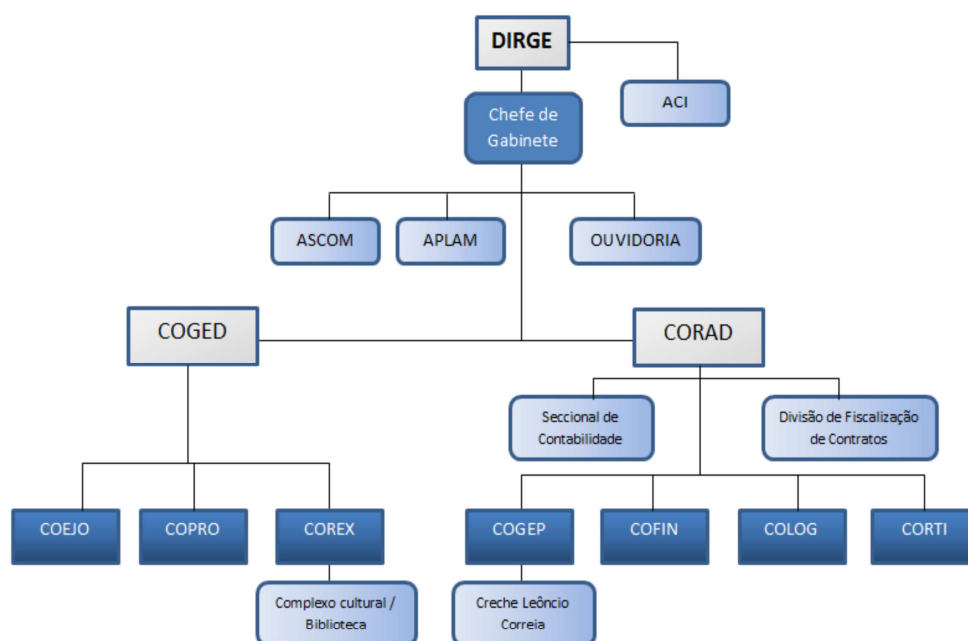 DIRGE
ACI
Chefe de
Gabinete
ASCOM
APLAM
OUVIDORIA
COGED
CORAD
Seccional de
Contabilidade
Divisão de Fiscalização
de Contratos
COEJO
COPRO
COREX
COGEP
COFIN
COLOG
CORTI
Complexo cultural /
Biblioteca
Creche Leôncio
Correia